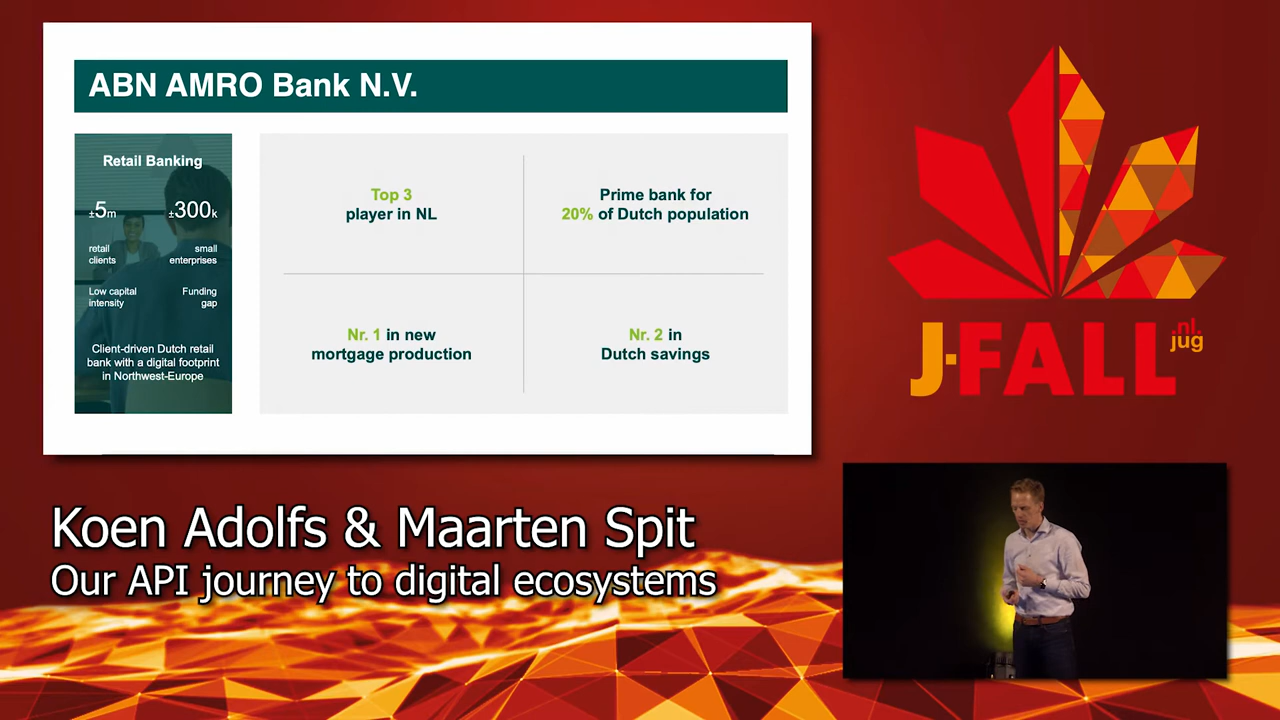 ABN AMRO Bank N.V.
Retail Banking
±5m
±300k
retail
clients
small
enterprises
Low capital
intensity
Funding
gap
Client-driven Dutch retail
bank with a digital footprint
in Northwest-Europe
Top 3
player in NL
Prime bank for
20% of Dutch population
Nr. 1 in new
mortgage production
Nr. 2 in
Dutch savings
J-FALL
.nl
jug
Koen Adolfs & Maarten Spit
Our API journey to digital ecosystems